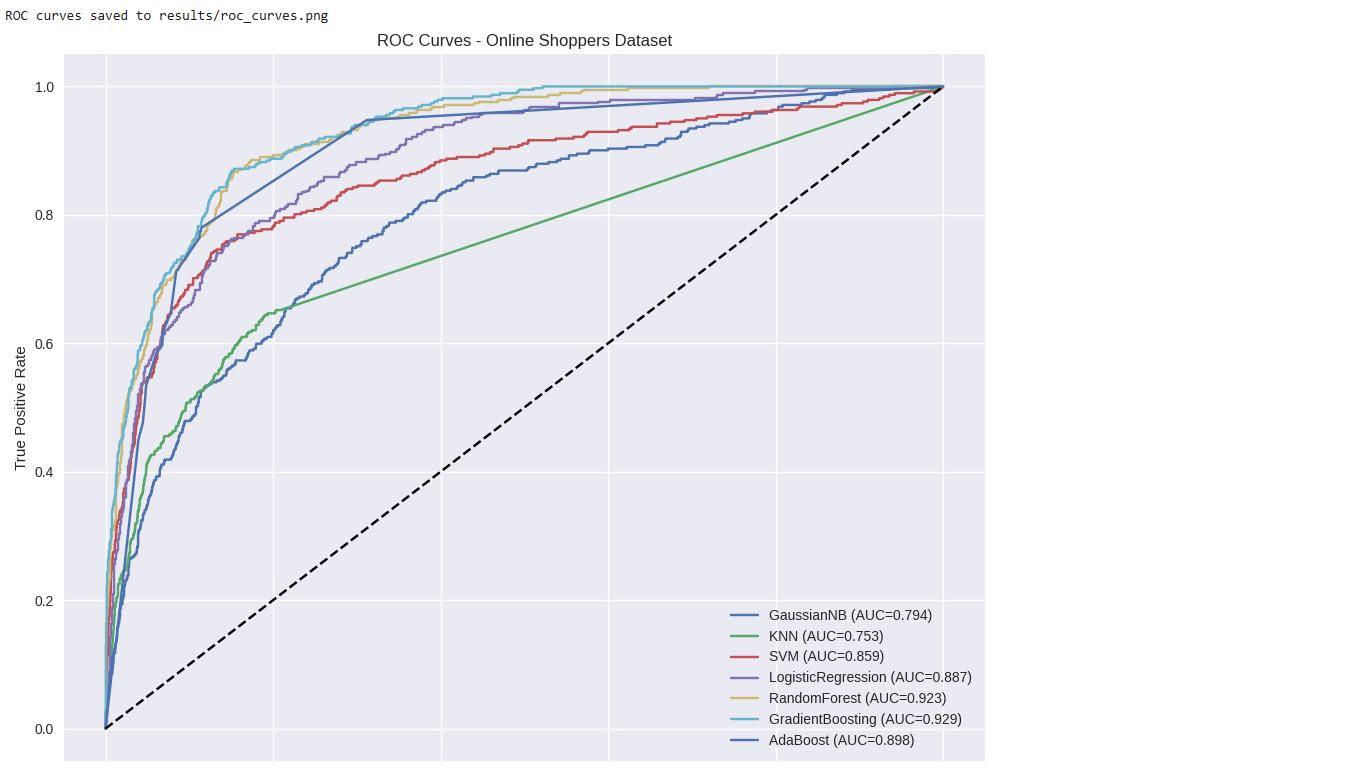 ROC curves saved to results/roc_curves.png
ROC Curves - Online Shoppers Dataset
1.0
0.8
0.6
0.4
0.2
0.0
True Positive Rate
GaussianNB (AUC=0.794)
KNN (AUC=0.753)
SVM (AUC=0.859)
LogisticRegression (AUC=0.887)
RandomForest (AUC=0.923)
GradientBoosting (AUC=0.929)
AdaBoost (AUC=0.898)